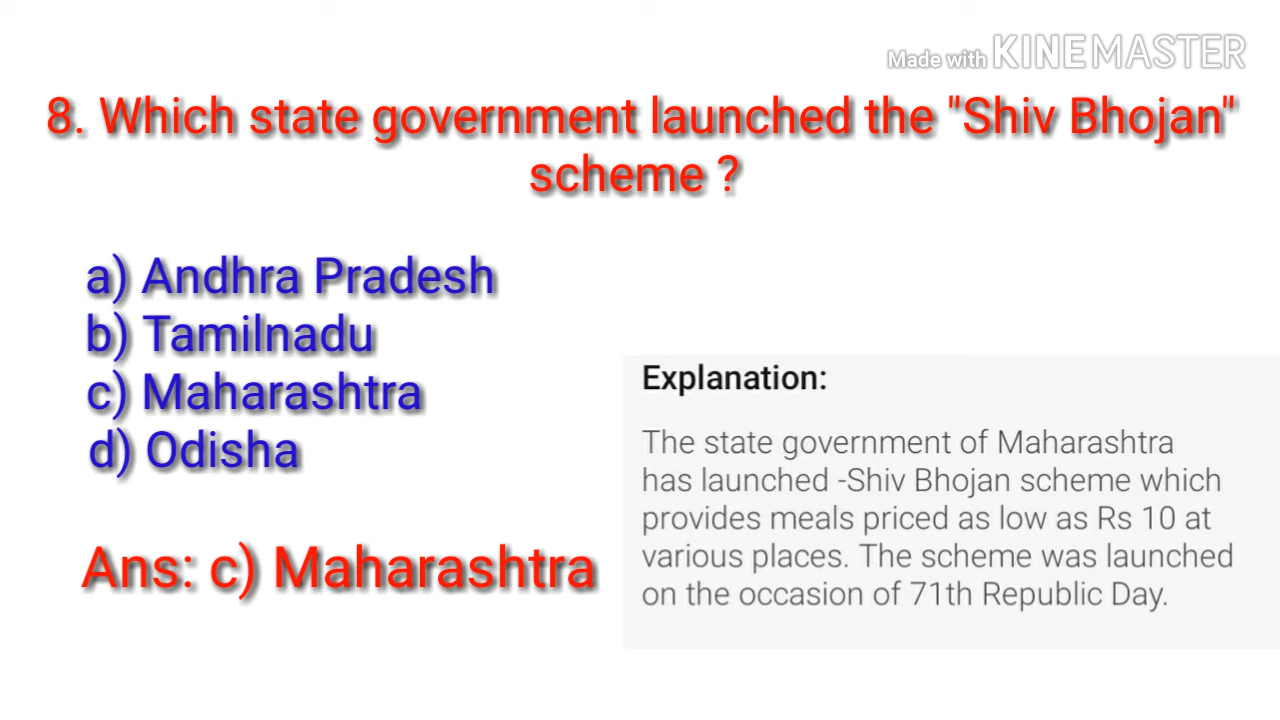 Made with KINEMASTER
8. Which state government launched the "Shiv Bhojan"
scheme ?
a) Andhra Pradesh
b) Tamilnadu
c) Maharashtra
d) Odisha
Ans: c) Maharashtra
Explanation:
The state government of Maharashtra
has launched -Shiv Bhojan scheme which
provides meals priced as low as Rs 10 at
various places. The scheme was launched
on the occasion of 71th Republic Day.